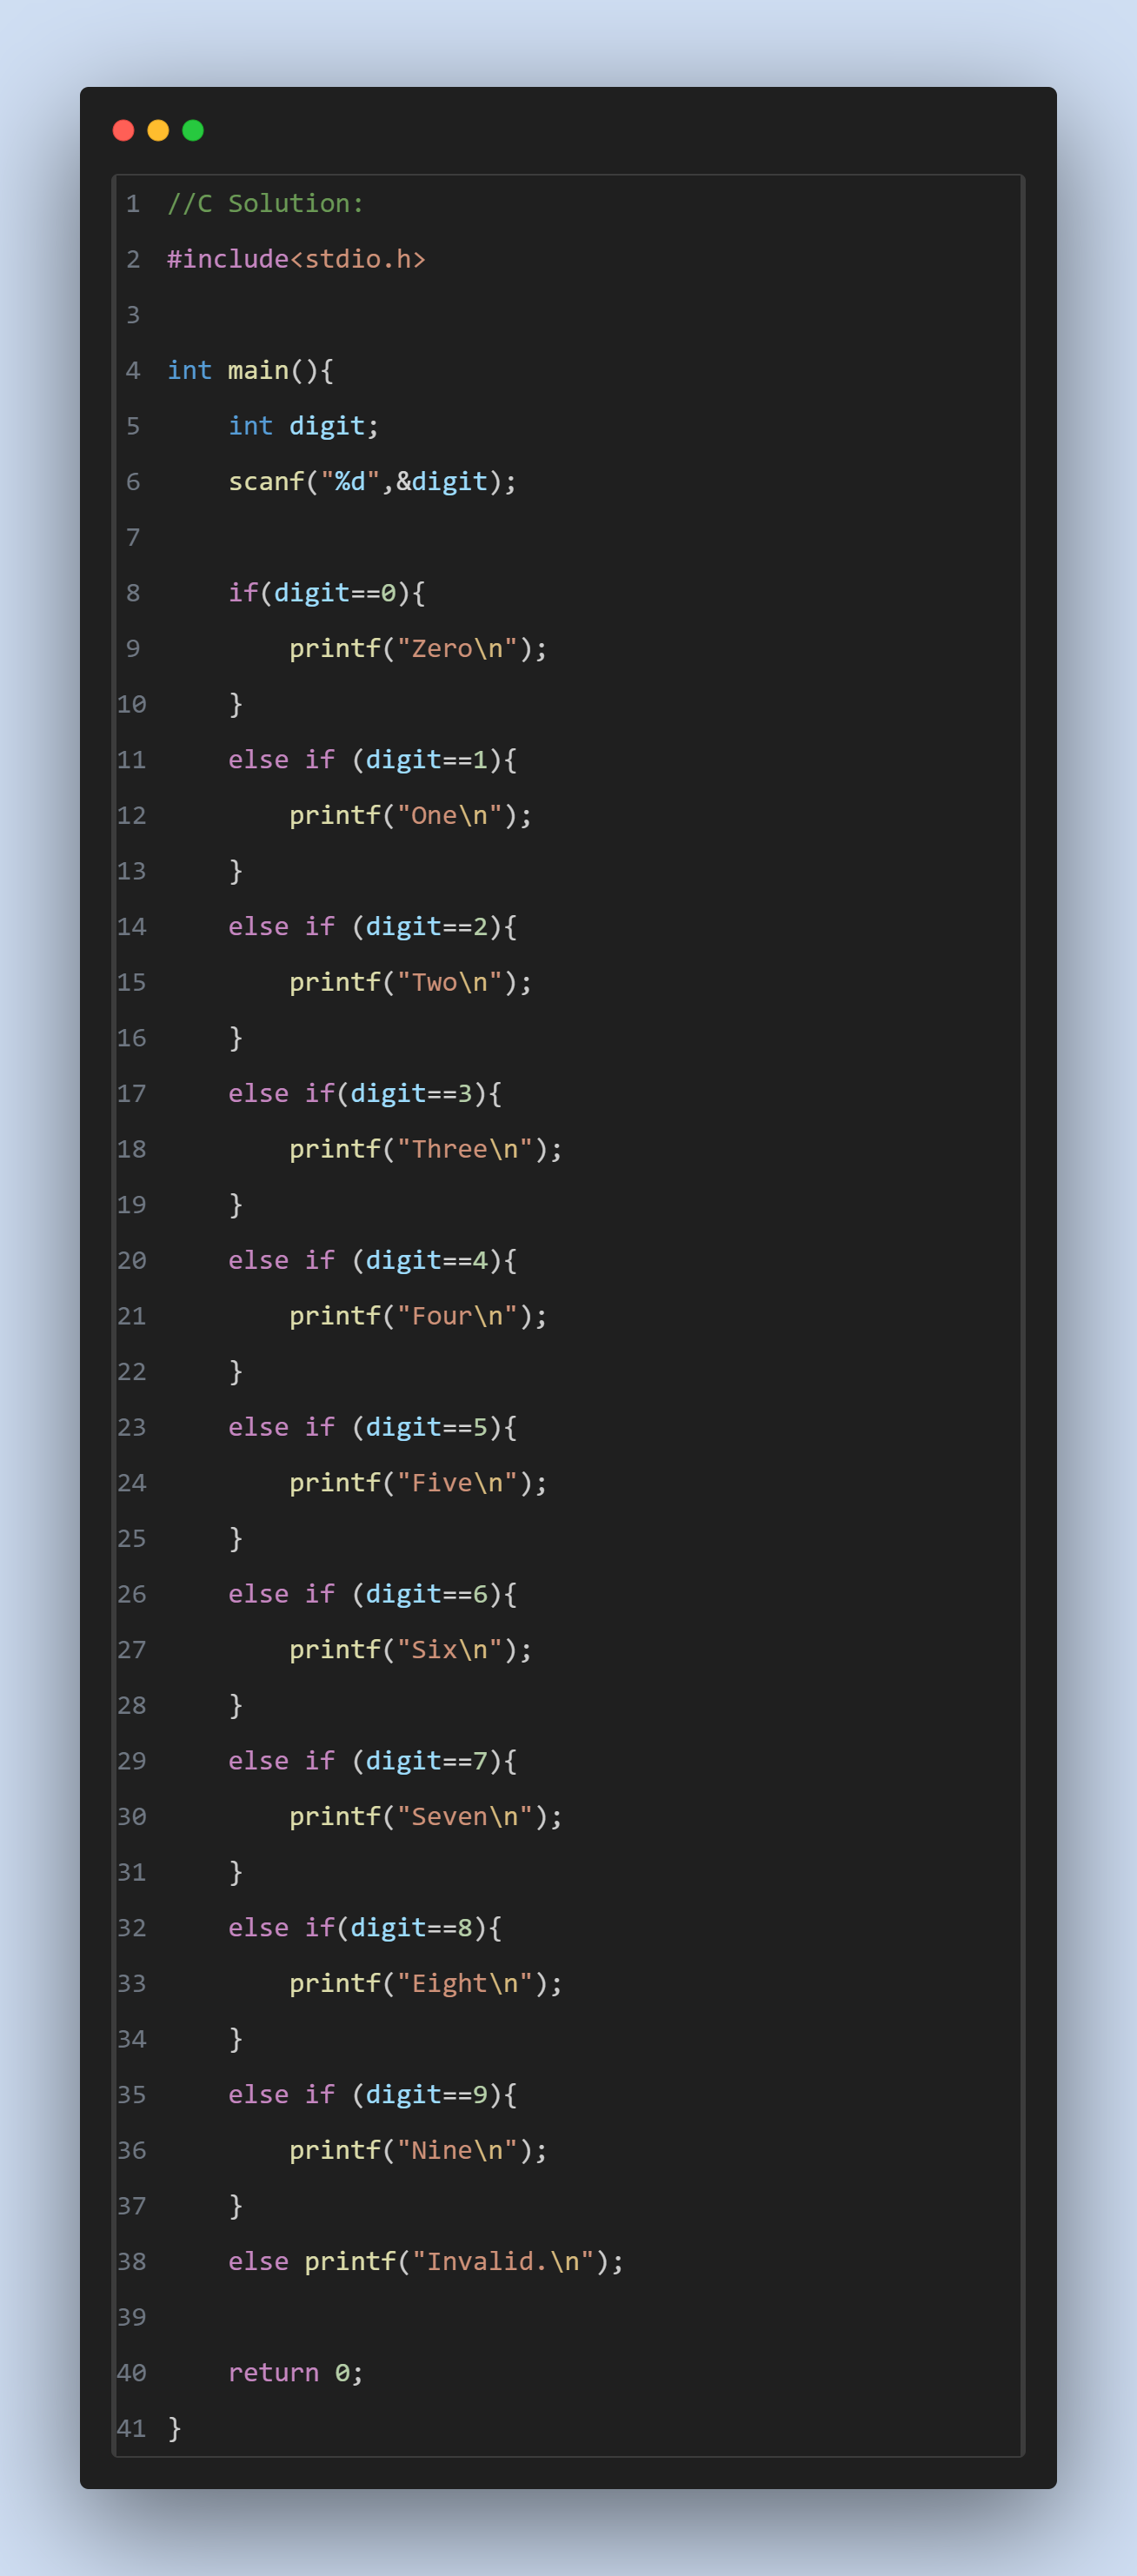 1 //C Solution:
2 #include<stdio.h>
3
4 int main(){
5     int digit;
6     scanf("%d",&digit);
7
8     if(digit==0){
9         printf("Zero\n");
10     }
11     else if (digit==1){
12         printf("One\n");
13     }
14     else if (digit==2){
15         printf("Two\n");
16     }
17     else if(digit==3){
18         printf("Three\n");
19     }
20     else if (digit==4){
21         printf("Four\n");
22     }
23     else if (digit==5){
24         printf("Five\n");
25     }
26     else if (digit==6){
27         printf("Six\n");
28     }
29     else if (digit==7){
30         printf("Seven\n");
31     }
32     else if(digit==8){
33         printf("Eight\n");
34     }
35     else if (digit==9){
36         printf("Nine\n");
37     }
38     else printf("Invalid.\n");
39
40     return 0;
41 }